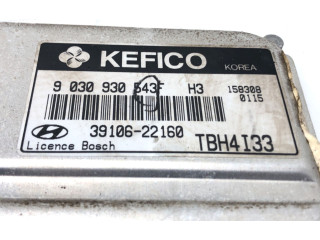 KEFICO
KOREA
9 030 930 543F H3
158308
0115
39106-22160
TBH4I33
Licence Bosch